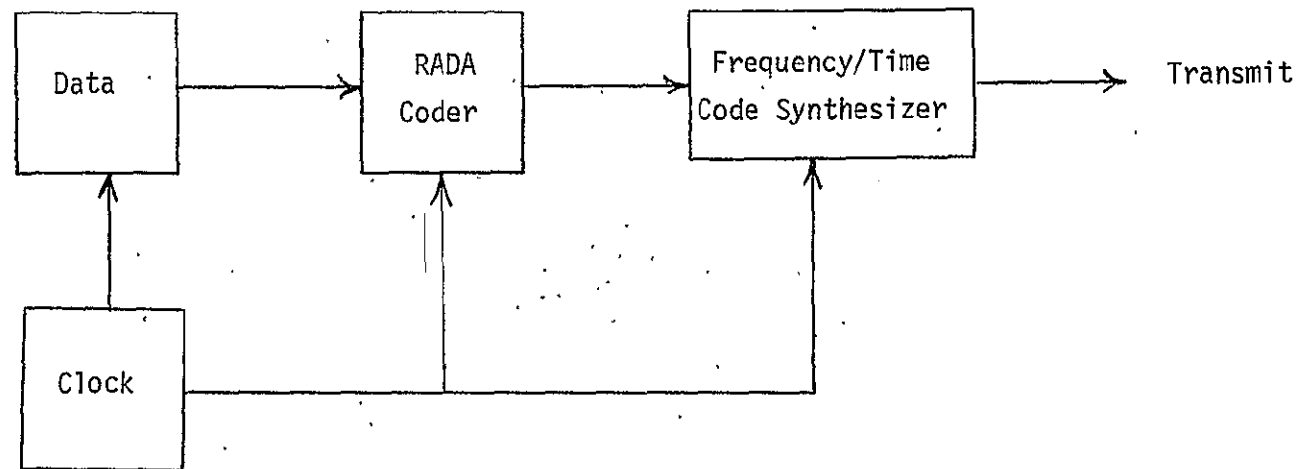 Data
RADA
Coder
Frequency/Time
Code Synthesizer
Transmit
Clock